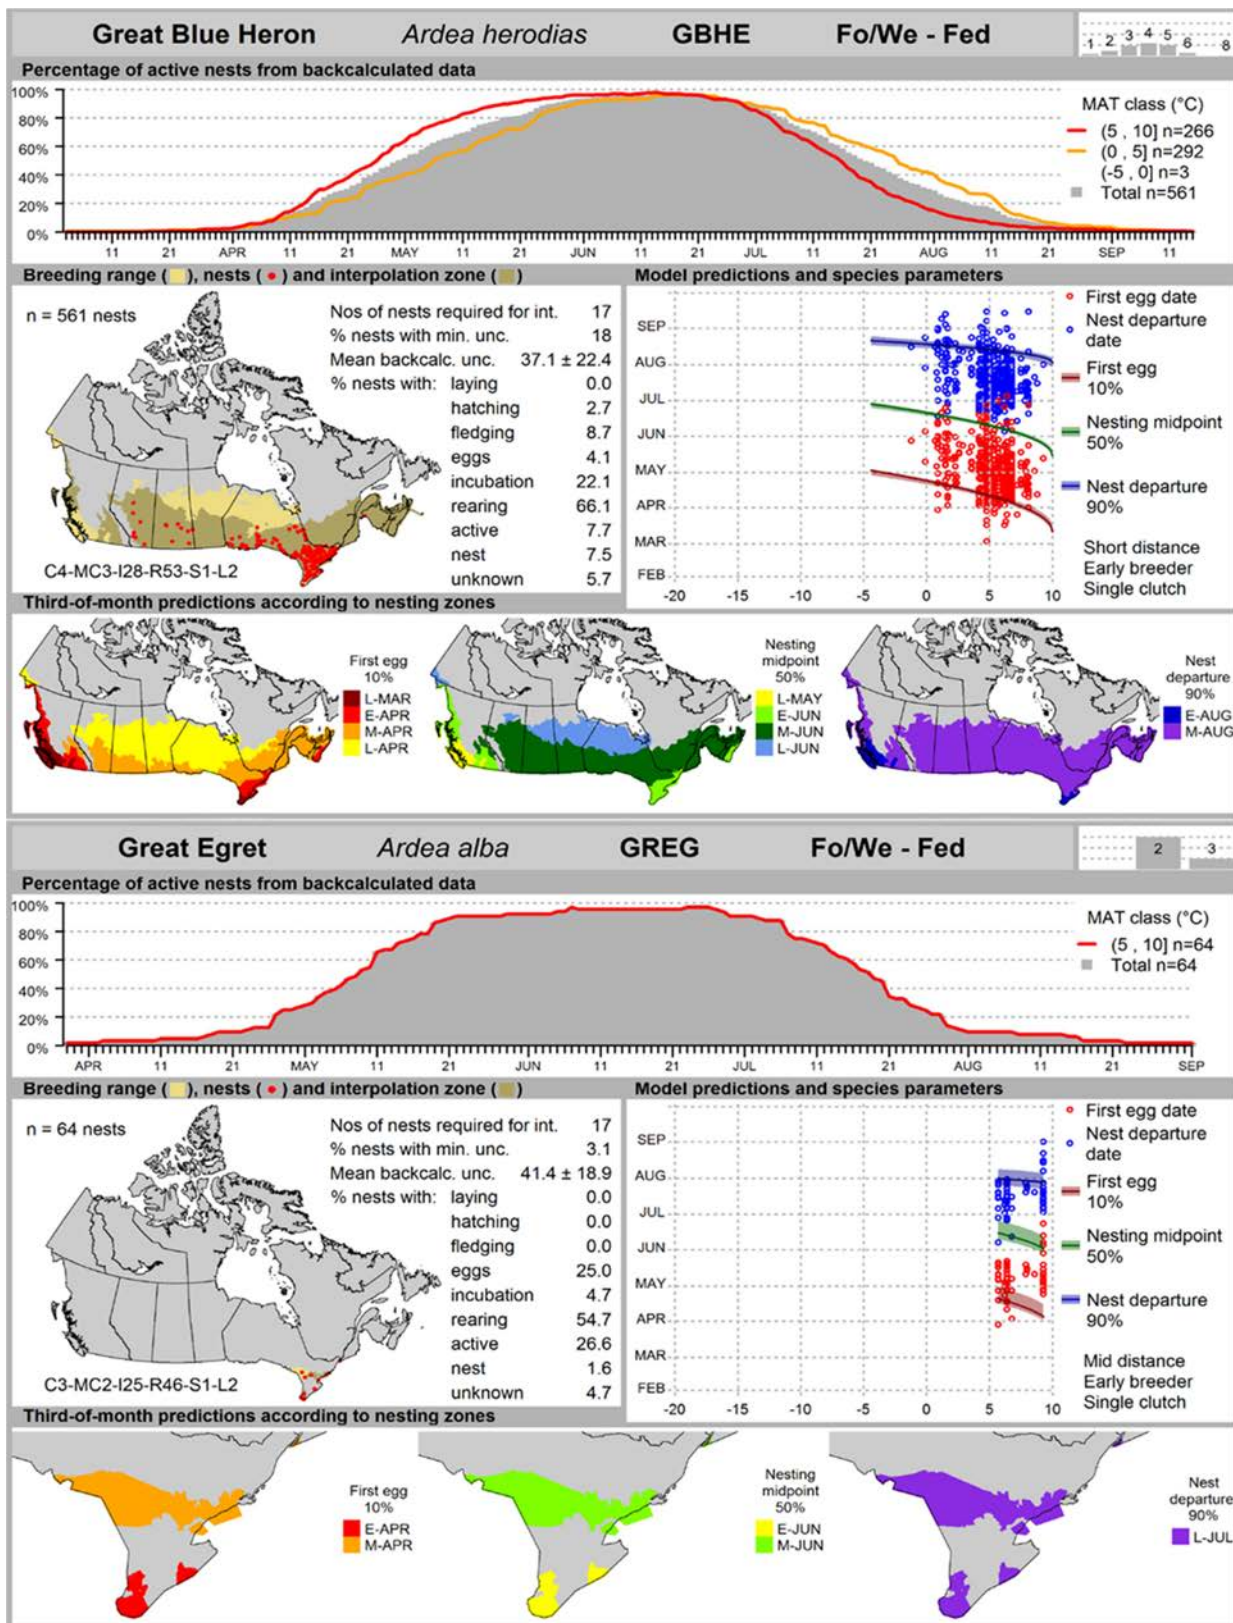 Great Blue Heron Ardea herodias GBHE Fo/We - Fed
1 2 3 4 5 6 8
Percentage of active nests from backcalculated data
100%
80%
60%
40%
20%
0%
11 21 APR 11 21 MAY 11 21 JUN 11 21 JUL 11 21 AUG 11 21 SEP 11
MAT class (°C)
(5 , 10] n=266
(0 , 5] n=292
(-5 , 0] n=3
Total n=561
Breeding range ( ), nests ( ) and interpolation zone ( )
n = 561 nests
Nos of nests required for int. 17
% nests with min. unc. 18
Mean backcalc. unc. 37.1 ± 22.4
% nests with: laying 0.0
hatching 2.7
fledging 8.7
eggs 4.1
incubation 22.1
rearing 66.1
active 7.7
nest 7.5
unknown 5.7
C4-MC3-I28-R53-S1-L2
Model predictions and species parameters
SEP
AUG
JUL
JUN
MAY
APR
MAR
FEB
-20 -15 -10 -5 0 5 10
First egg date
Nest departure
date
First egg
10%
Nesting midpoint
50%
Nest departure
90%
Short distance
Early breeder
Single clutch
Third-of-month predictions according to nesting zones
First egg
10%
L-MAR
E-APR
M-APR
L-APR
Nesting
midpoint
50%
L-MAY
E-JUN
M-JUN
L-JUN
Nest
departure
90%
E-AUG
M-AUG
Great Egret Ardea alba GREG Fo/We - Fed
2 3
Percentage of active nests from backcalculated data
100%
80%
60%
40%
20%
0%
APR 11 21 MAY 11 21 JUN 11 21 JUL 11 21 AUG 11 21 SEP
MAT class (°C)
(5 , 10] n=64
Total n=64
Breeding range ( ), nests ( ) and interpolation zone ( )
n = 64 nests
Nos of nests required for int. 17
% nests with min. unc. 3.1
Mean backcalc. unc. 41.4 ± 18.9
% nests with: laying 0.0
hatching 0.0
fledging 0.0
eggs 25.0
incubation 4.7
rearing 54.7
active 26.6
nest 1.6
unknown 4.7
C3-MC2-I25-R46-S1-L2
Model predictions and species parameters
SEP
AUG
JUL
JUN
MAY
APR
MAR
FEB
-20 -15 -10 -5 0 5 10
First egg date
Nest departure
date
First egg
10%
Nesting midpoint
50%
Nest departure
90%
Mid distance
Early breeder
Single clutch
Third-of-month predictions according to nesting zones
First egg
10%
E-APR
M-APR
Nesting
midpoint
50%
E-JUN
M-JUN
Nest
departure
90%
L-JUL